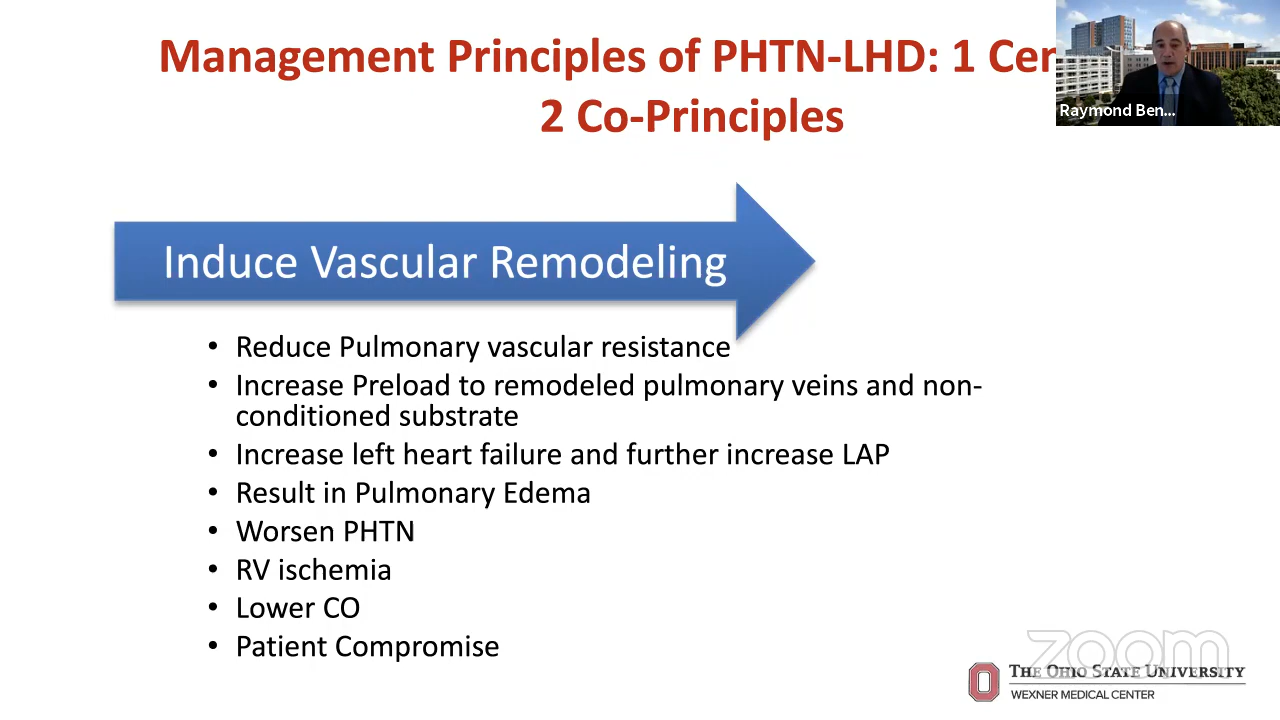 Management Principles of PHTN-LHD: 1 Cen
2 Co-Principles
Raymond Ben...
Induce Vascular Remodeling
• Reduce Pulmonary vascular resistance
• Increase Preload to remodeled pulmonary veins and non-
conditioned substrate
• Increase left heart failure and further increase LAP
• Result in Pulmonary Edema
• Worsen PHTN
• RV ischemia
• Lower CO
• Patient Compromise
zoom
THE OHIO STATE UNIVERSITY
WEXNER MEDICAL CENTER